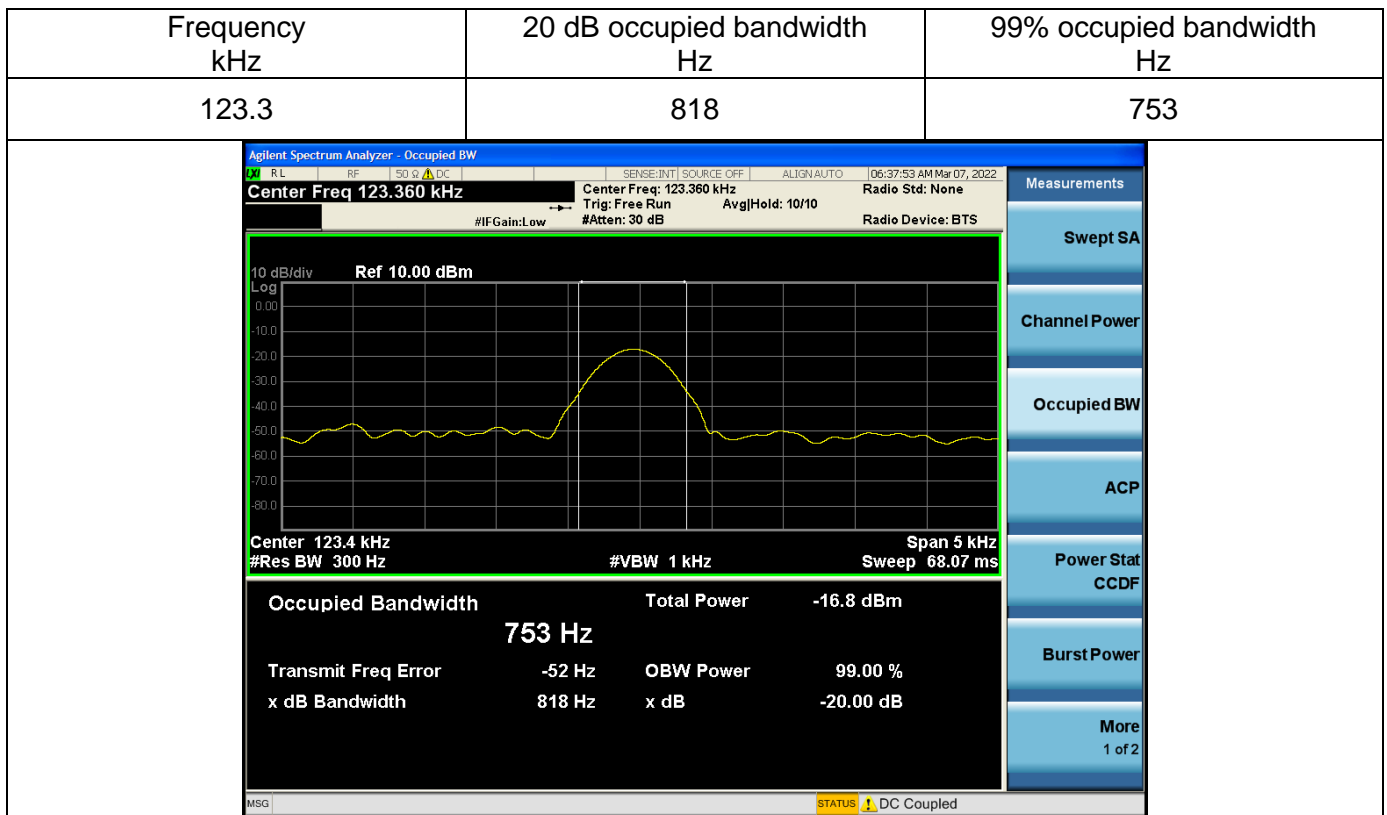 Frequency
kHz
20 dB occupied bandwidth
Hz
99% occupied bandwidth
Hz
123.3 818 753
Agilent Spectrum Analyzer - Occupied BW
LXI RL RF 50 Ω DC SENSE:INT SOURCE OFF ALIGN AUTO 06:37:53 AM Mar 07, 2022
Center Freq 123.360 kHz
Center Freq: 123.360 kHz Radio Std: None
Trig: Free Run Avg|Hold: 10/10
#IFGain:Low #Atten: 30 dB Radio Device: BTS
10 dB/div Ref 10.00 dBm
Log
0.00
-10.0
-20.0
-30.0
-40.0
-50.0
-60.0
-70.0
-80.0
Center 123.4 kHz Span 5 kHz
#Res BW 300 Hz #VBW 1 kHz Sweep 68.07 ms
Occupied Bandwidth Total Power -16.8 dBm
753 Hz
Transmit Freq Error -52 Hz OBW Power 99.00 %
x dB Bandwidth 818 Hz x dB -20.00 dB
Measurements
Swept SA
Channel Power
Occupied BW
ACP
Power Stat
CCDF
Burst Power
More
1 of 2
MSG STATUS DC Coupled